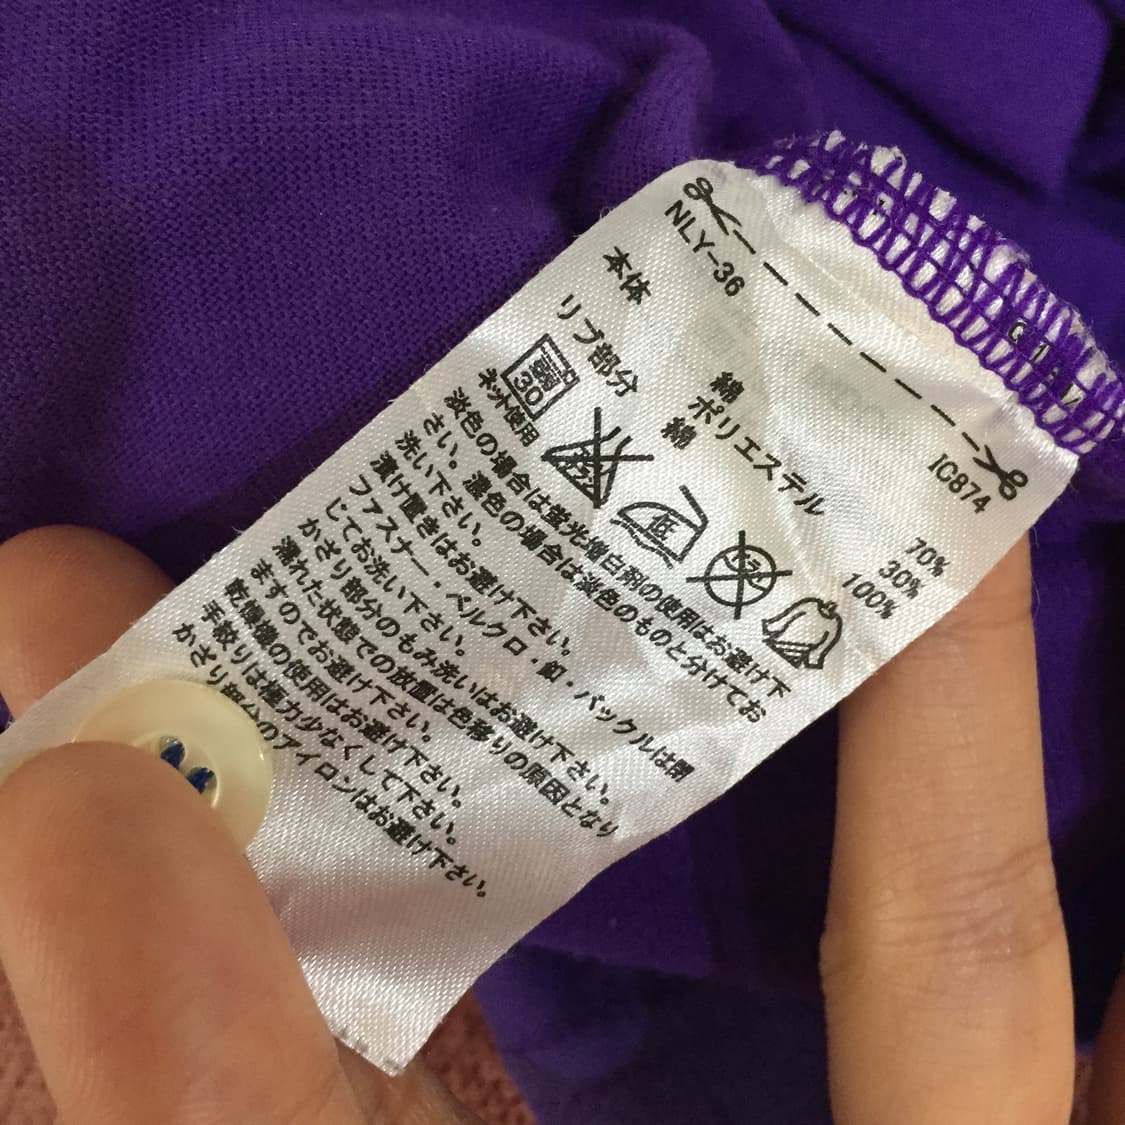 NLY-36
IC874
本体 綿 70%
ポリエステル 30%
リブ部分 綿 100%
弱 30
ネット使用
低
淡色の場合は蛍光増白剤の使用はお避け下
さい。濃色の場合は淡色のものと分けてお
洗い下さい。
漬け置きはお避け下さい。
ファスナー・ベルクロ・釦・バックルは閉
じてお洗い下さい。
かざり部分のもみ洗いはお避け下さい。
濡れた状態での放置は色移りの原因となり
ますのでお避け下さい。
乾燥機の使用はお避け下さい。
手絞りは極力少なくして下さい。
かざり部分のアイロンはお避け下さい。